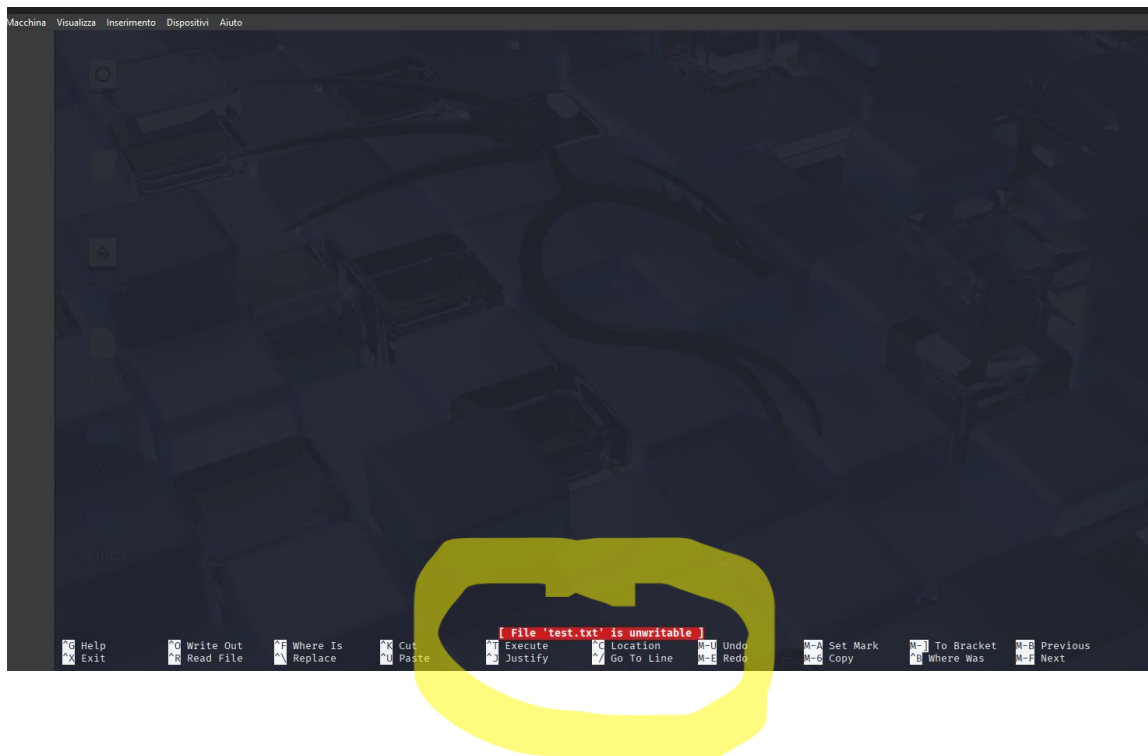 Macchina Visualizza Inserimento Dispositivi Aiuto
[ File 'test.txt' is unwritable ]
^G Help ^O Write Out ^F Where Is ^K Cut ^T Execute ^C Location M-U Undo M-A Set Mark M-] To Bracket M-B Previous
^X Exit ^R Read File ^\ Replace ^U Paste ^J Justify ^/ Go To Line M-E Redo M-6 Copy ^B Where Was M-F Next